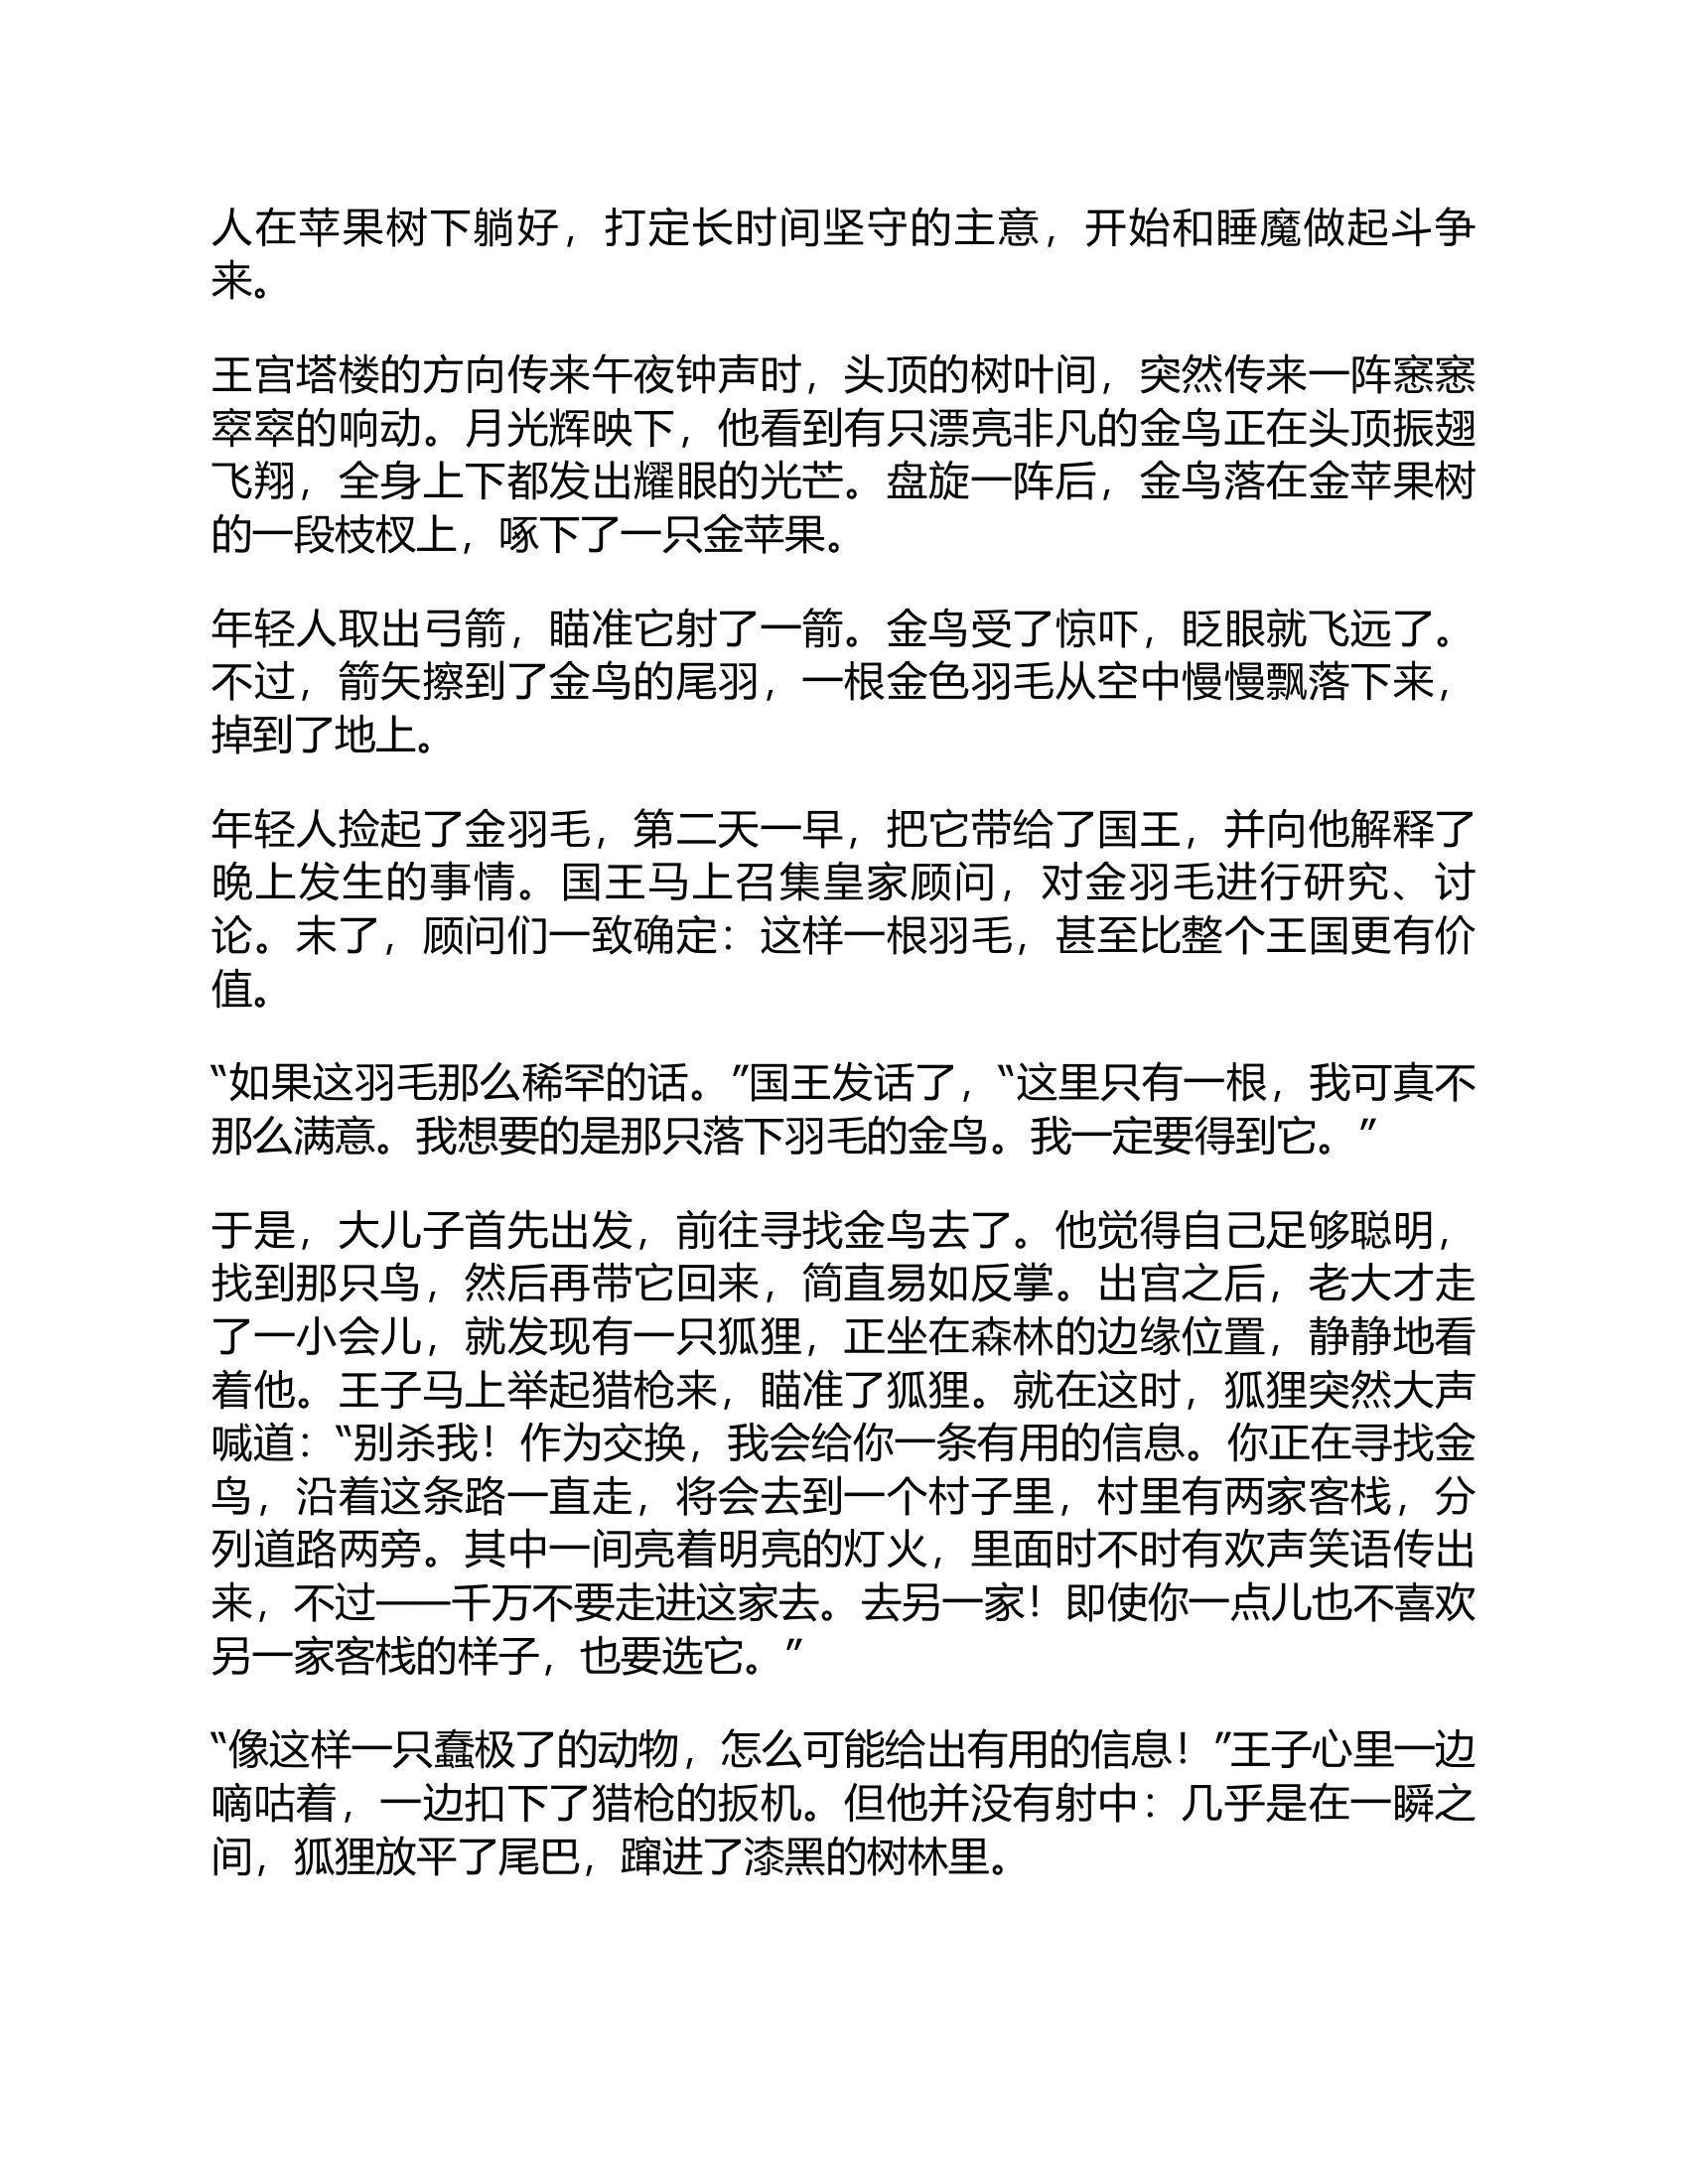 人在苹果树下躺好，打定长时间坚守的主意，开始和睡魔做起斗争
来。
王宫塔楼的方向传来午夜钟声时，头顶的树叶间，突然传来一阵窸窸
窣窣的响动。月光辉映下，他看到有只漂亮非凡的金鸟正在头顶振翅
飞翔，全身上下都发出耀眼的光芒。盘旋一阵后，金鸟落在金苹果树
的一段枝杈上，啄下了一只金苹果。
年轻人取出弓箭，瞄准它射了一箭。金鸟受了惊吓，眨眼就飞远了。
不过，箭矢擦到了金鸟的尾羽，一根金色羽毛从空中慢慢飘落下来，
掉到了地上。
年轻人捡起了金羽毛，第二天一早，把它带给了国王，并向他解释了
晚上发生的事情。国王马上召集皇家顾问，对金羽毛进行研究、讨
论。末了，顾问们一致确定：这样一根羽毛，甚至比整个王国更有价
值。
“如果这羽毛那么稀罕的话。”国王发话了，“这里只有一根，我可真不
那么满意。我想要的是那只落下羽毛的金鸟。我一定要得到它。”
于是，大儿子首先出发，前往寻找金鸟去了。他觉得自己足够聪明，
找到那只鸟，然后再带它回来，简直易如反掌。出宫之后，老大才走
了一小会儿，就发现有一只狐狸，正坐在森林的边缘位置，静静地看
着他。王子马上举起猎枪来，瞄准了狐狸。就在这时，狐狸突然大声
喊道：“别杀我！作为交换，我会给你一条有用的信息。你正在寻找金
鸟，沿着这条路一直走，将会去到一个村子里，村里有两家客栈，分
列道路两旁。其中一间亮着明亮的灯火，里面时不时有欢声笑语传出
来，不过——千万不要走进这家去。去另一家！即使你一点儿也不喜欢
另一家客栈的样子，也要选它。”
“像这样一只蠢极了的动物，怎么可能给出有用的信息！”王子心里一边
嘀咕着，一边扣下了猎枪的扳机。但他并没有射中：几乎是在一瞬之
间，狐狸放平了尾巴，蹿进了漆黑的树林里。